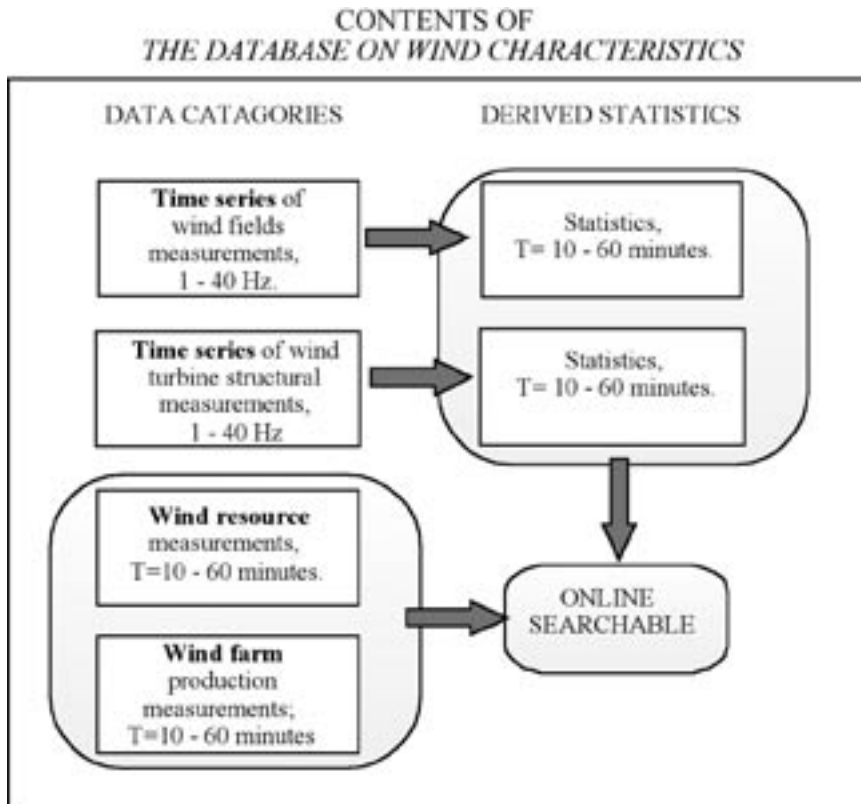 CONTENTS OF
THE DATABASE ON WIND CHARACTERISTICS
DATA CATAGORIES
DERIVED STATISTICS
Time series of
wind fields
measurements,
1 - 40 Hz.
Statistics,
T= 10 - 60 minutes.
Time series of wind
turbine structural
measurements,
1 - 40 Hz
Statistics,
T= 10 - 60 minutes.
Wind resource
measurements,
T=10 - 60 minutes.
Wind farm
production
measurements;
T=10 - 60 minutes
ONLINE
SEARCHABLE